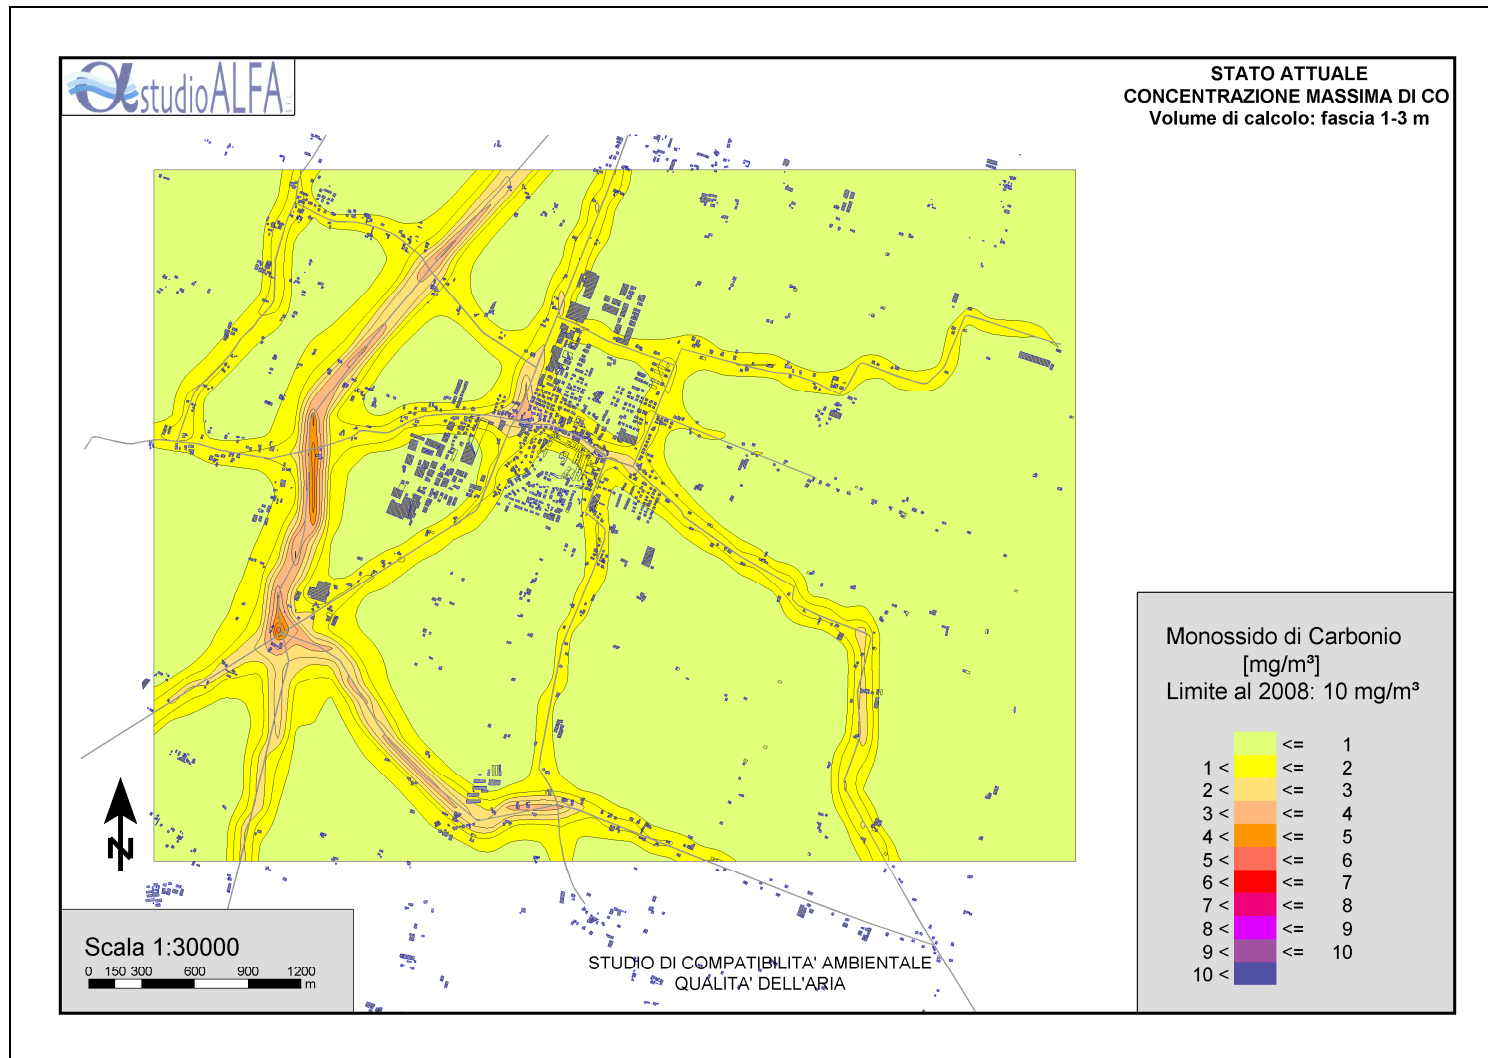 αstudioALFA
S.r.l.
STATO ATTUALE
CONCENTRAZIONE MASSIMA DI CO
Volume di calcolo: fascia 1-3 m
Monossido di Carbonio
[mg/m³]
Limite al 2008: 10 mg/m³
<= 1
1 < <= 2
2 < <= 3
3 < <= 4
4 < <= 5
5 < <= 6
6 < <= 7
7 < <= 8
8 < <= 9
9 < <= 10
10 <
N
Scala 1:30000
0 150 300 600 900 1200
m
STUDIO DI COMPATIBILITA' AMBIENTALE
QUALITA' DELL'ARIA